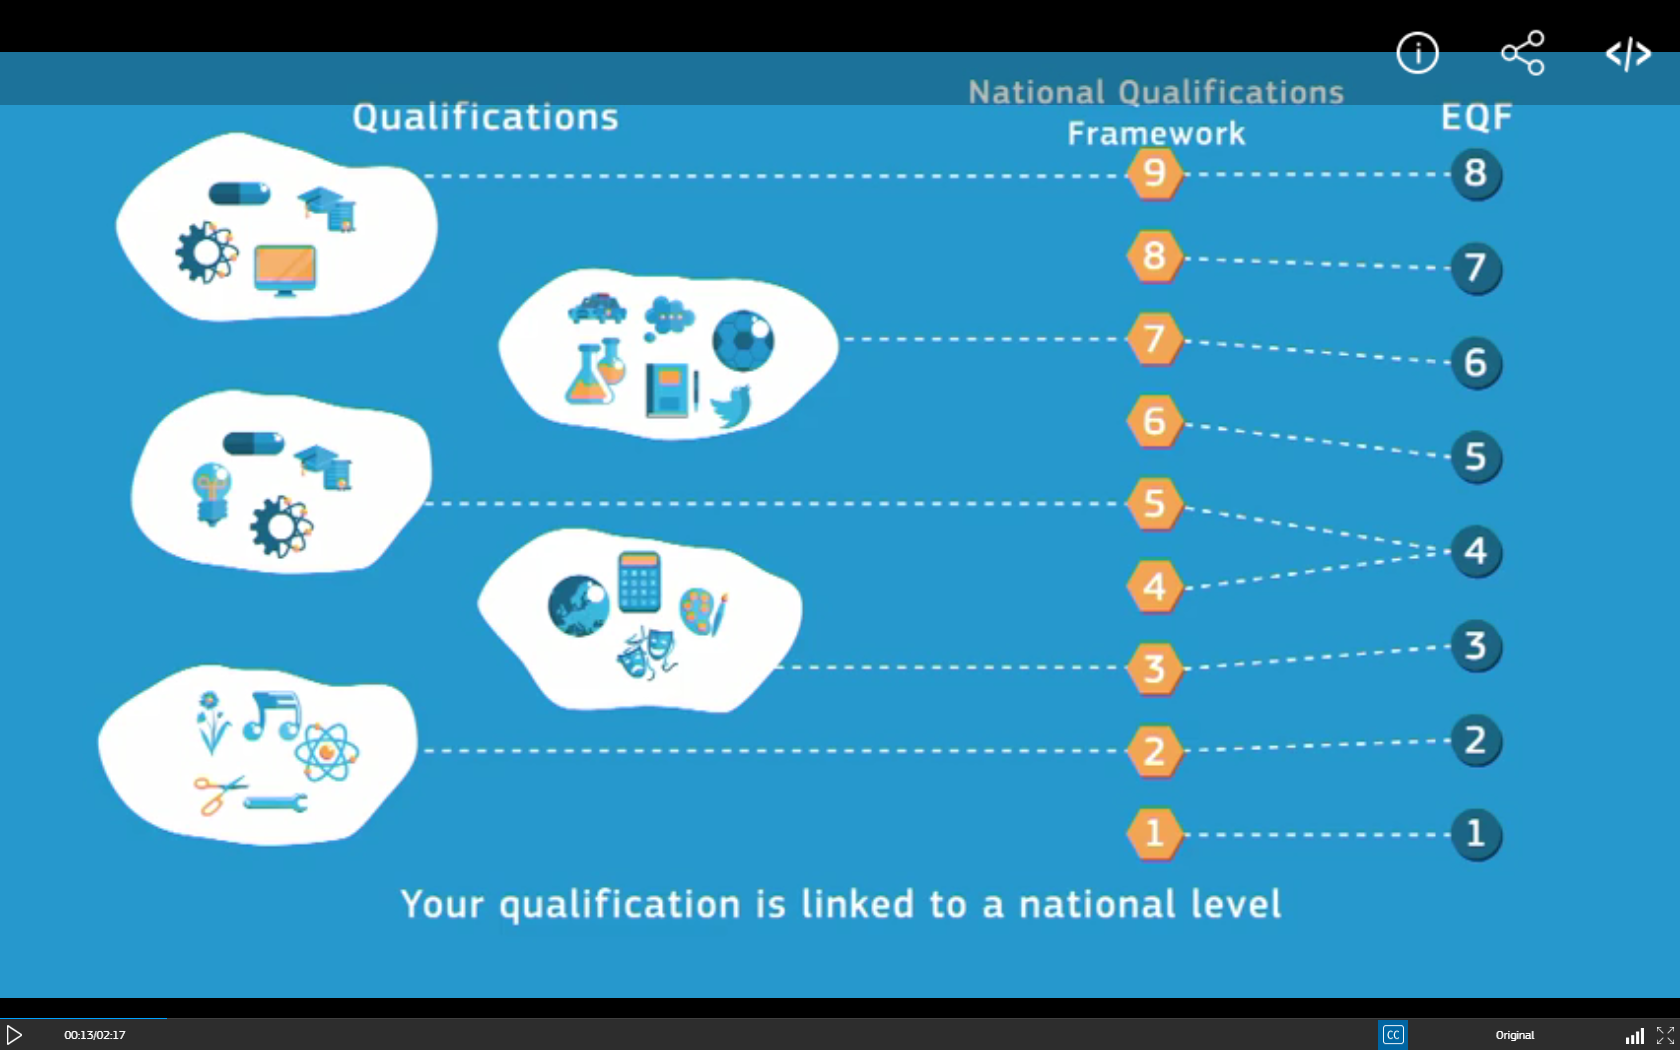 National Qualifications
Qualifications
Framework
EQF
9
8
8
7
7
6
6
5
5
4
4
3
3
2
2
1
1
Your qualification is linked to a national level
00:13/02:17
CC
Original